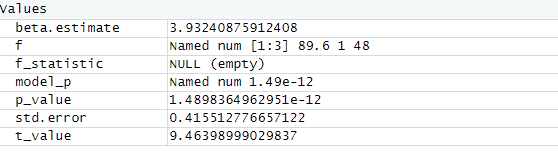 Values
beta.estimate 3.93240875912408
f Named num [1:3] 89.6 1 48
f_statistic NULL (empty)
model_p Named num 1.49e-12
p_value 1.4898364962951e-12
std.error 0.415512776657122
t_value 9.46398999029837